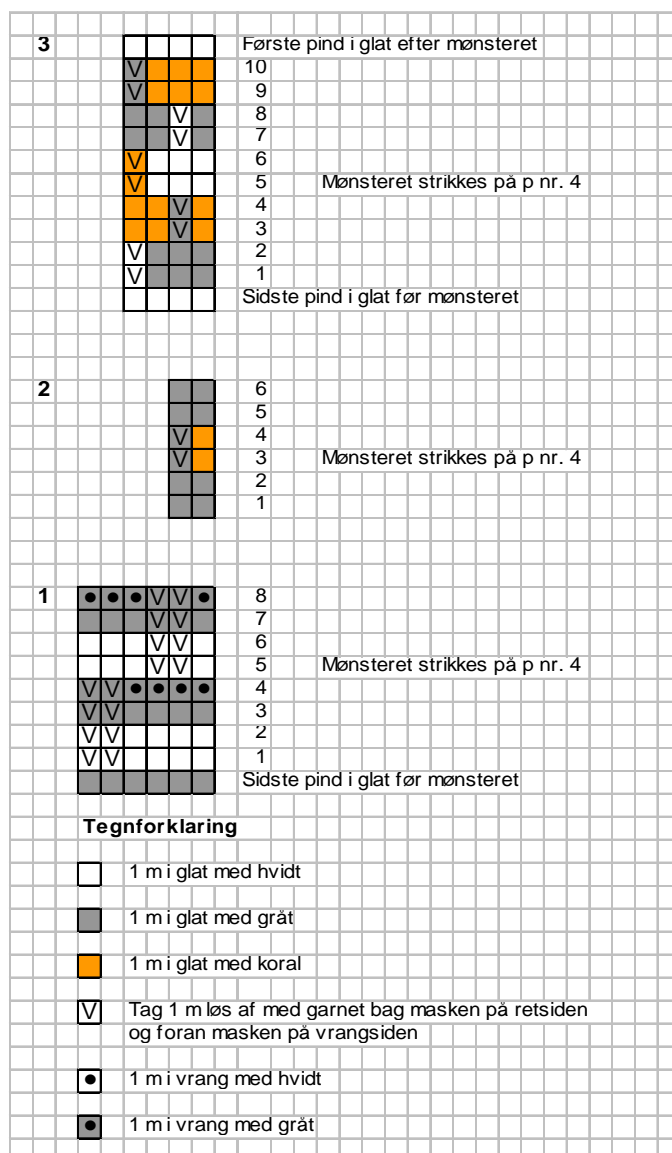 3 Første pind i glat efter mønsteret
V 10
V 9
V 8
V 7
V 6
V 5 Mønsteret strikkes på p nr. 4
V 4
V 3
V 2
V 1
Sidste pind i glat før mønsteret
2 6
5
V 4
V 3 Mønsteret strikkes på p nr. 4
2
1
1 V V 8
V V 7
V V 6
V V 5 Mønsteret strikkes på p nr. 4
V V 4
V V 3
V V 2
V V 1
Sidste pind i glat før mønsteret
Tegnforklaring
1 m i glat med hvidt
1 m i glat med gråt
1 m i glat med koral
V Tag 1 m løs af med garnet bag masken på retsiden
og foran masken på vrangsiden
1 m i vrang med hvidt
1 m i vrang med gråt